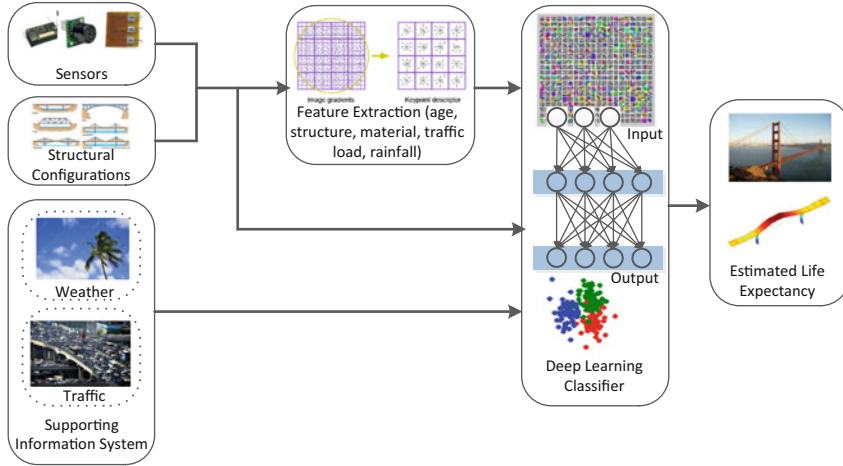 Sensors
Structural
Configurations
Weather
Traffic
Supporting
Information System
Image gradients
Keypoint descriptor
Feature Extraction (age,
structure, material, traffic
load, rainfall)
Input
Output
Deep Learning
Classifier
Estimated Life
Expectancy